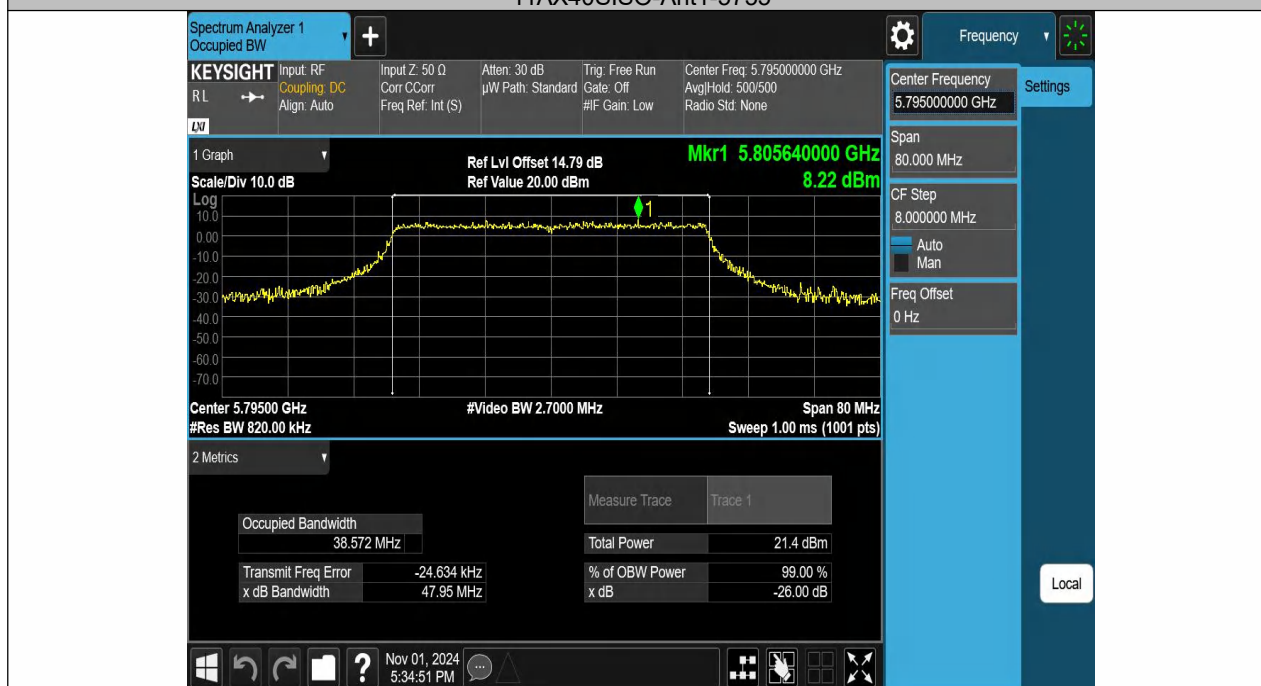 Spectrum Analyzer 1
Occupied BW
+
Frequency
KEYSIGHT
RL
LXI
Input: RF
Coupling: DC
Align: Auto
Input Z: 50 Ω
Corr CCorr
Freq Ref: Int (S)
Atten: 30 dB
µW Path: Standard
Trig: Free Run
Gate: Off
#IF Gain: Low
Center Freq: 5.795000000 GHz
Avg|Hold: 500/500
Radio Std: None
Center Frequency
5.795000000 GHz
Settings
Span
80.000 MHz
CF Step
8.000000 MHz
Auto
Man
Freq Offset
0 Hz
Local
1 Graph
Scale/Div 10.0 dB
Ref Lvl Offset 14.79 dB
Ref Value 20.00 dBm
Mkr1 5.805640000 GHz
8.22 dBm
Log
10.0
0.00
-10.0
-20.0
-30.0
-40.0
-50.0
-60.0
-70.0
1
Center 5.79500 GHz
#Res BW 820.00 kHz
#Video BW 2.7000 MHz
Span 80 MHz
Sweep 1.00 ms (1001 pts)
2 Metrics
Measure Trace Trace 1
Occupied Bandwidth
38.572 MHz
Total Power 21.4 dBm
Transmit Freq Error -24.634 kHz
% of OBW Power 99.00 %
x dB Bandwidth 47.95 MHz
x dB -26.00 dB
?
Nov 01, 2024
5:34:51 PM